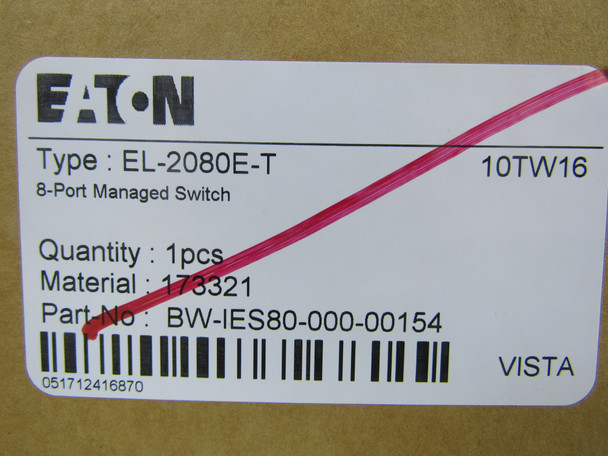 EATON
Type : EL-2080E-T 10TW16
8-Port Managed Switch
Quantity : 1pcs
Material : 173321
Part-No : BW-IES80-000-00154
051712416870
VISTA